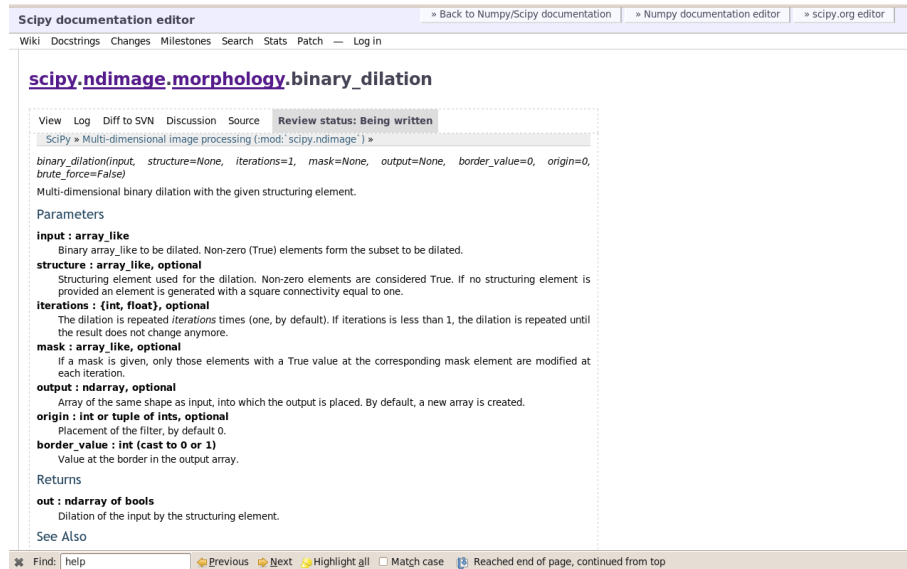 Scipy documentation editor
» Back to Numpy/Scipy documentation
» Numpy documentation editor
» scipy.org editor
Wiki Docstrings Changes Milestones Search Stats Patch — Log in
scipy.ndimage.morphology.binary_dilation
View Log Diff to SVN Discussion Source Review status: Being written
SciPy » Multi-dimensional image processing (:mod:`scipy.ndimage`) »
binary_dilation(input, structure=None, iterations=1, mask=None, output=None, border_value=0, origin=0,
brute_force=False)
Multi-dimensional binary dilation with the given structuring element.
Parameters
input : array_like
Binary array_like to be dilated. Non-zero (True) elements form the subset to be dilated.
structure : array_like, optional
Structuring element used for the dilation. Non-zero elements are considered True. If no structuring element is
provided an element is generated with a square connectivity equal to one.
iterations : {int, float}, optional
The dilation is repeated iterations times (one, by default). If iterations is less than 1, the dilation is repeated until
the result does not change anymore.
mask : array_like, optional
If a mask is given, only those elements with a True value at the corresponding mask element are modified at
each iteration.
output : ndarray, optional
Array of the same shape as input, into which the output is placed. By default, a new array is created.
origin : int or tuple of ints, optional
Placement of the filter, by default 0.
border_value : int (cast to 0 or 1)
Value at the border in the output array.
Returns
out : ndarray of bools
Dilation of the input by the structuring element.
See Also
Find: help Previous Next Highlight all Match case Reached end of page, continued from top